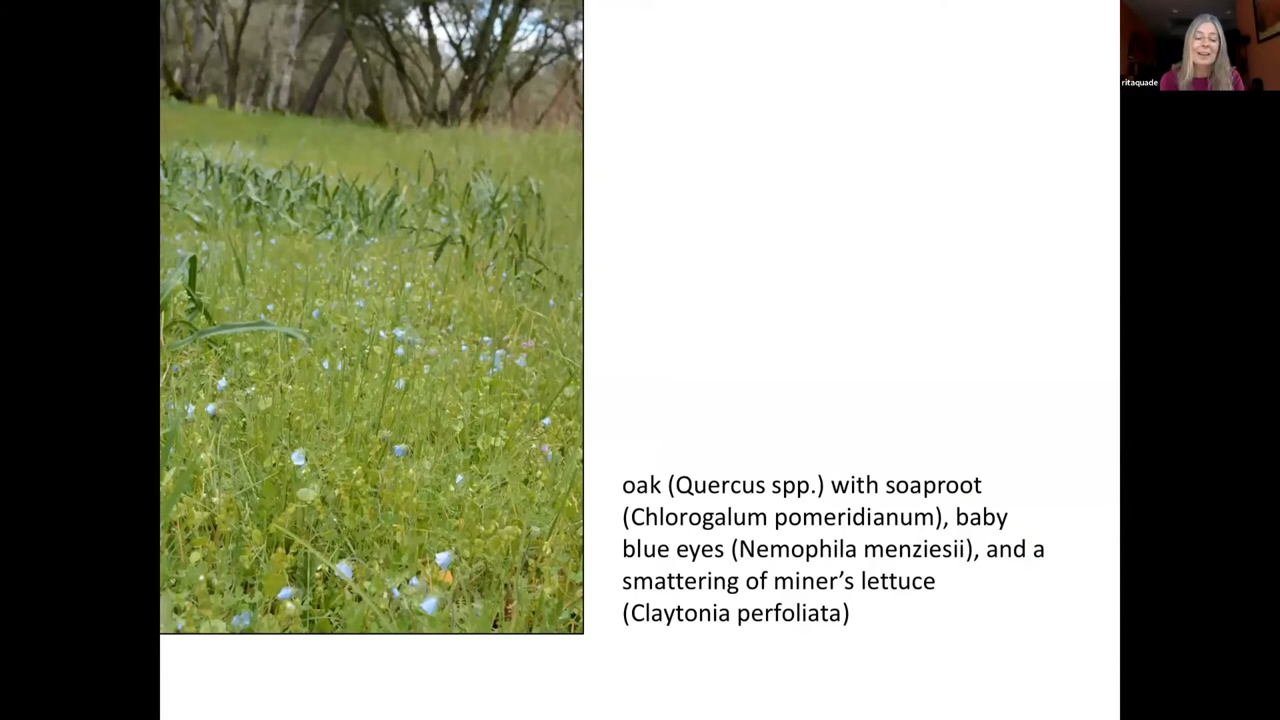 ritaquade
oak (Quercus spp.) with soaproot
(Chlorogalum pomeridianum), baby
blue eyes (Nemophila menziesii), and a
smattering of miner’s lettuce
(Claytonia perfoliata)